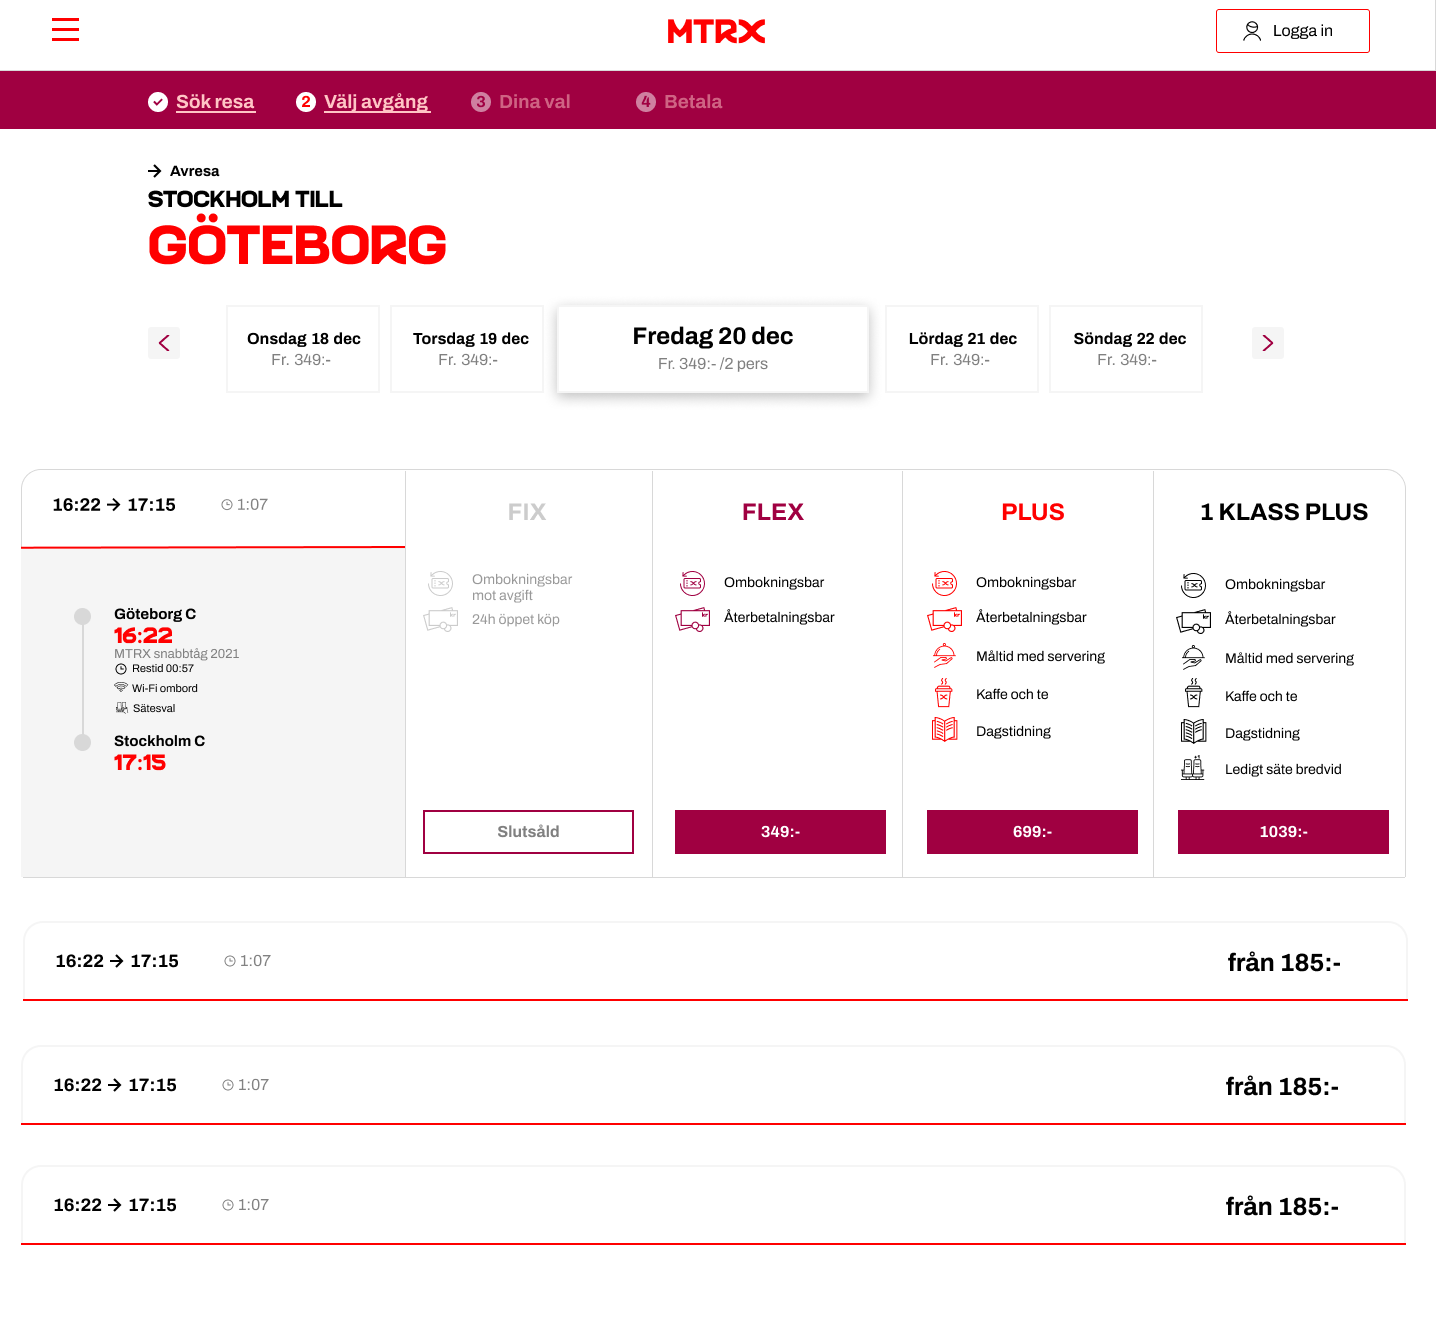 MTRX
Logga in
Sök resa
2 Välj avgång
3 Dina val
4 Betala
Avresa
STOCKHOLM TILL
GÖTEBORG
Onsdag 18 dec
Fr. 349:-
Torsdag 19 dec
Fr. 349:-
Fredag 20 dec
Fr. 349:- /2 pers
Lördag 21 dec
Fr. 349:-
Söndag 22 dec
Fr. 349:-
16:22 → 17:15
1:07
Göteborg C
16:22
MTRX snabbtåg 2021
Restid 00:57
Wi-Fi ombord
Sätesval
Stockholm C
17:15
FIX
Ombokningsbar
mot avgift
24h öppet köp
Slutsåld
FLEX
Ombokningsbar
Återbetalningsbar
349:-
PLUS
Ombokningsbar
Återbetalningsbar
Måltid med servering
Kaffe och te
Dagstidning
699:-
1 KLASS PLUS
Ombokningsbar
Återbetalningsbar
Måltid med servering
Kaffe och te
Dagstidning
Ledigt säte bredvid
1039:-
16:22 → 17:15
1:07
från 185:-
16:22 → 17:15
1:07
från 185:-
16:22 → 17:15
1:07
från 185:-